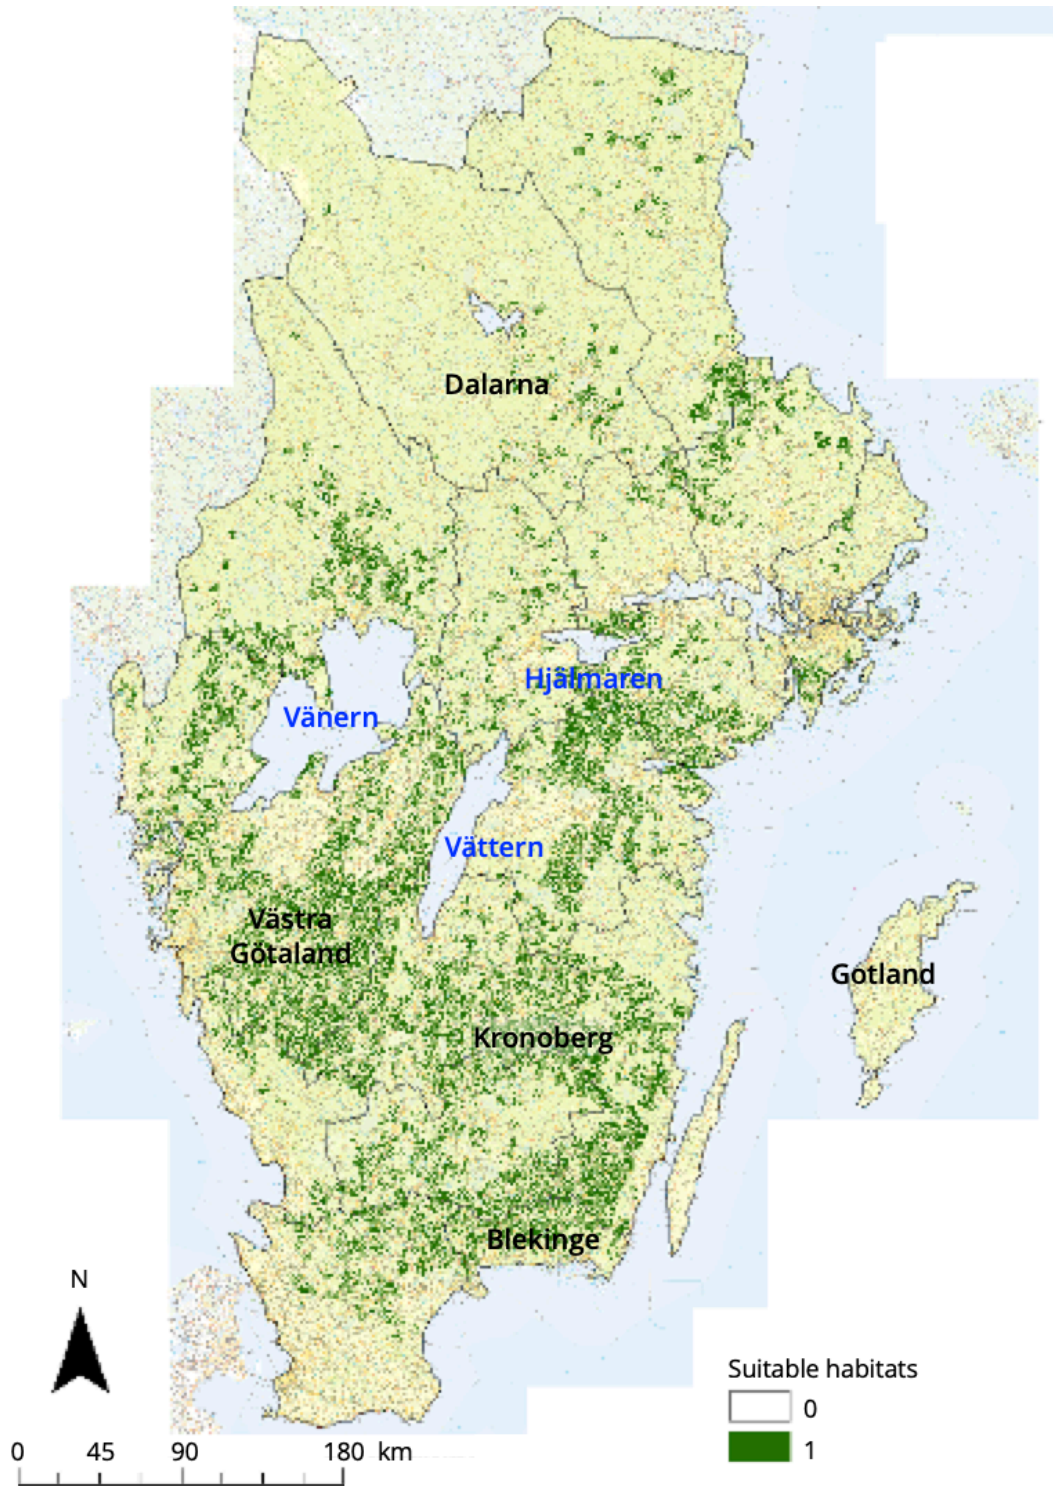 Dalarna
Hjälmaren
Vänern
Vättern
Västra
Götaland
Gotland
Kronoberg
Blekinge
N
Suitable habitats
0
1
0 45 90 180 km